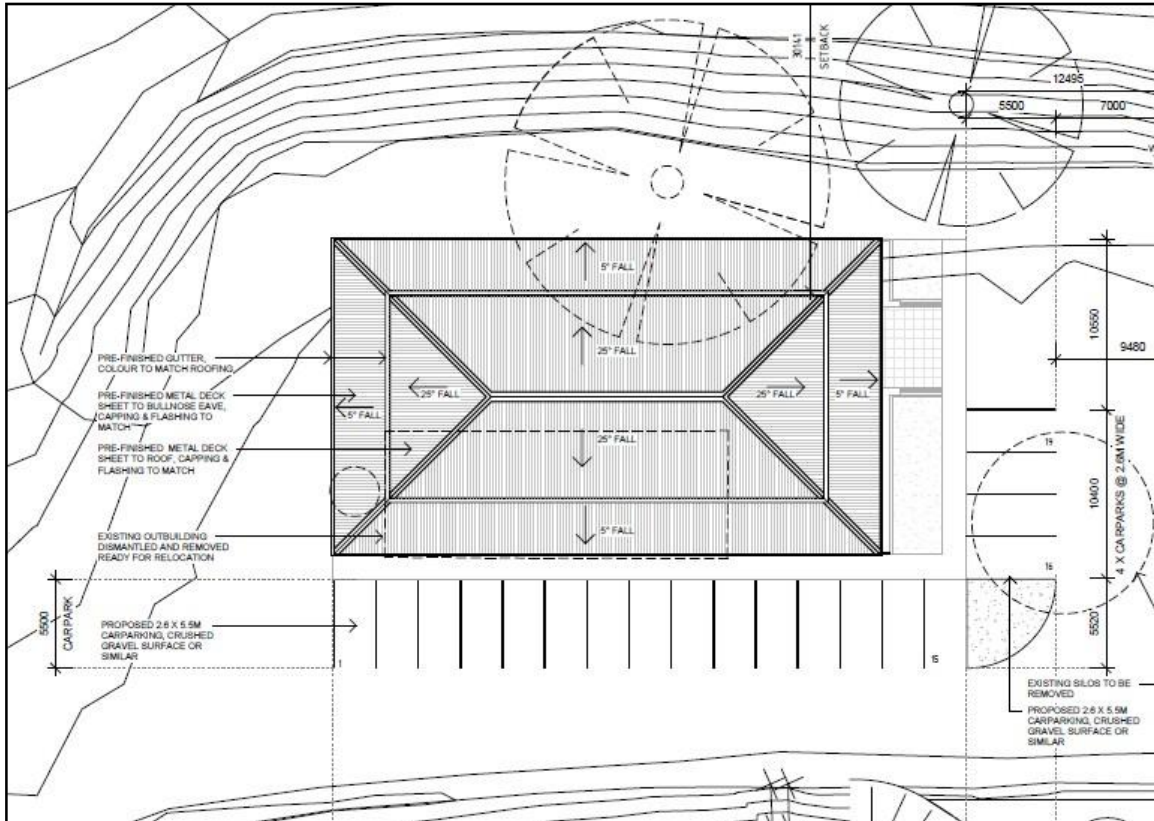 30141
SETBACK
12495
5500
7000
5° FALL
25° FALL
PRE-FINISHED GUTTER,
COLOUR TO MATCH ROOFING
PRE-FINISHED METAL DECK
SHEET TO BULLNOSE EAVE,
CAPPING & FLASHING TO
MATCH
PRE-FINISHED METAL DECK
SHEET TO ROOF, CAPPING &
FLASHING TO MATCH
5° FALL
25° FALL
25° FALL
5° FALL
25° FALL
5° FALL
EXISTING OUTBUILDING
DISMANTLED AND REMOVED
READY FOR RELOCATION
10550
9480
19
10400
4 X CARPARKS @ 2.6M WIDE
16
5520
5500
CARPARK
PROPOSED 2.6 X 5.5M
CARPARKING, CRUSHED
GRAVEL SURFACE OR
SIMILAR
1
15
EXISTING SILOS TO BE
REMOVED
PROPOSED 2.6 X 5.5M
CARPARKING, CRUSHED
GRAVEL SURFACE OR
SIMILAR